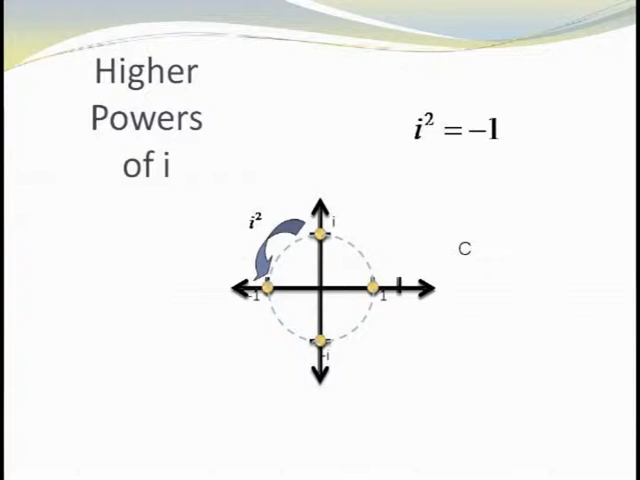 Higher
Powers
of i
i² = −1
i²
i
C
-1
1
-i